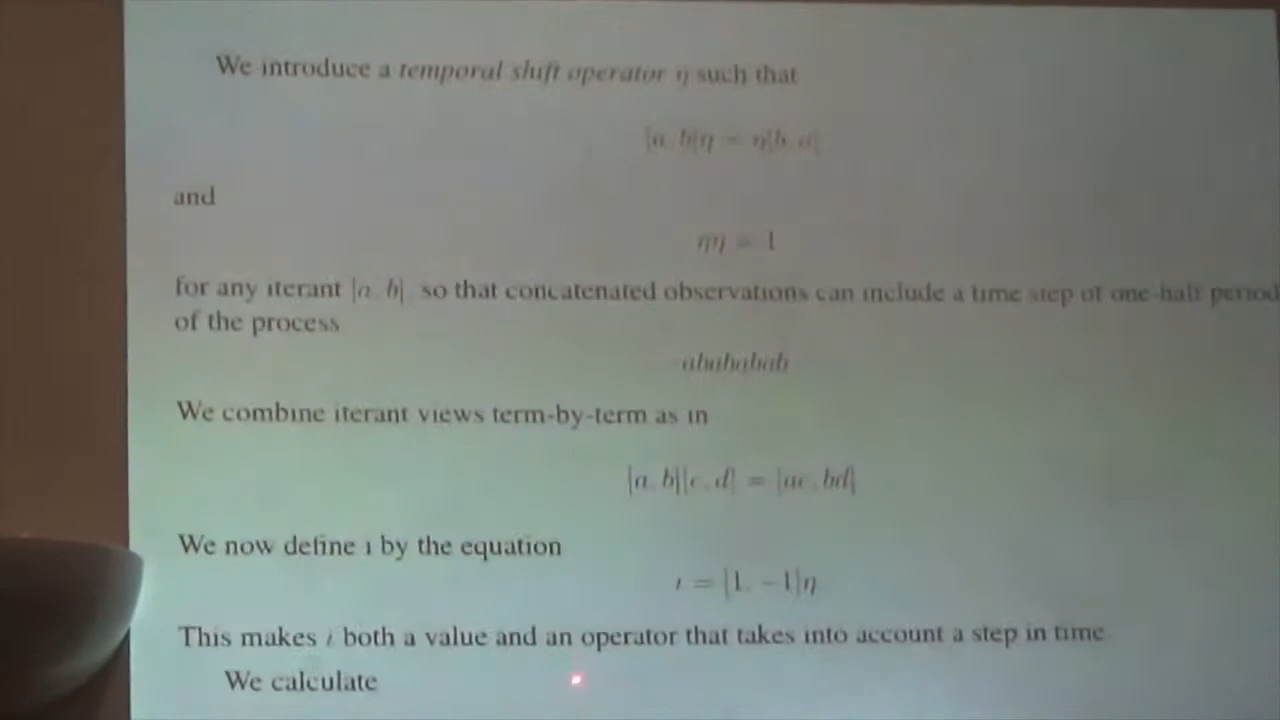 We introduce a temporal shift operator η such that
[a, b]η = η[b, a]
and
ηη = 1
for any iterant [a, b], so that concatenated observations can include a time step of one-half period
of the process
abababab
We combine iterant views term-by-term as in
[a, b][c, d] = [ac, bd]
We now define i by the equation
i = [1, −1]η
This makes i both a value and an operator that takes into account a step in time
We calculate